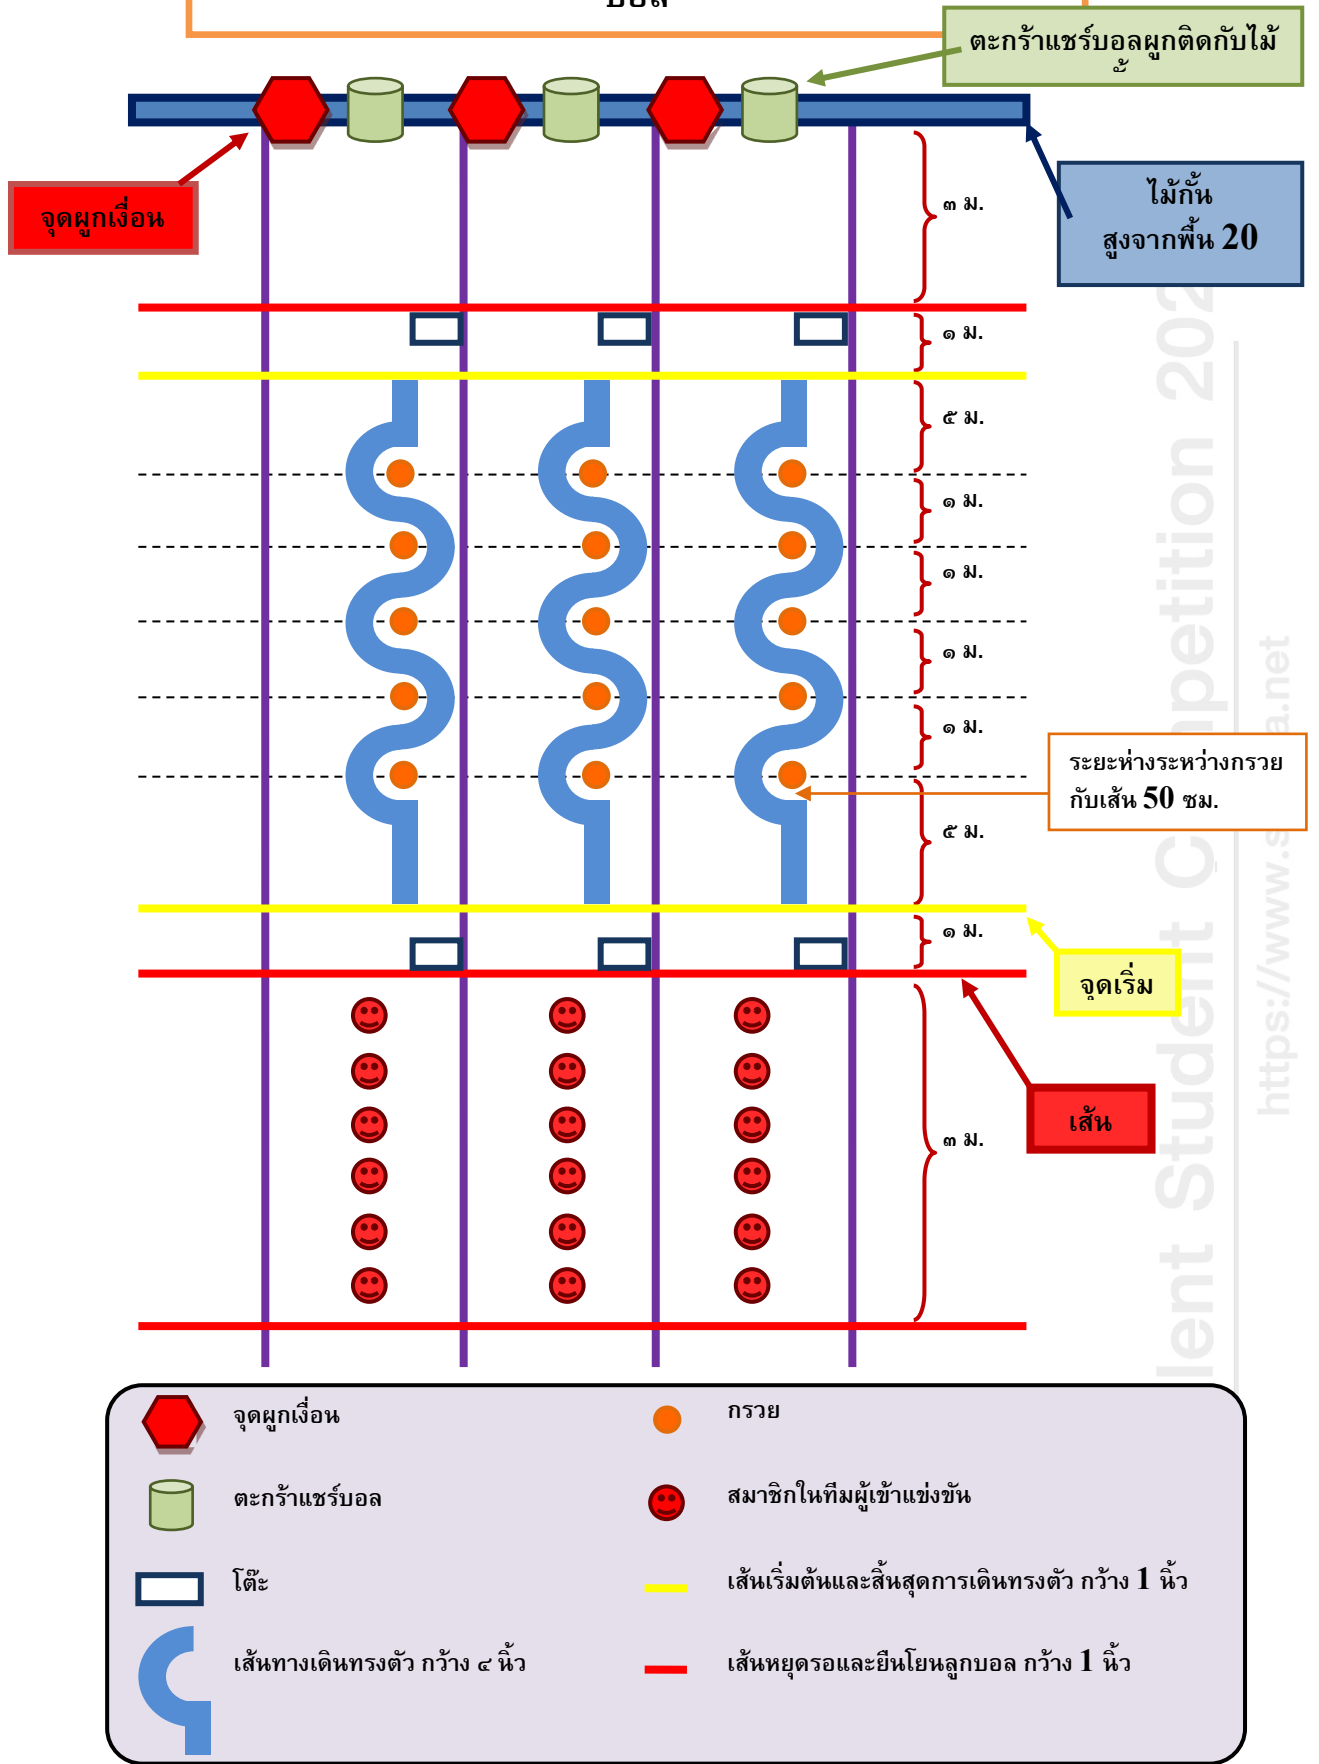 ตะกร้าแชร์บอลผูกติดกับไม้
จุดผูกเงื่อน
๓ ม.
ไม้กั้น
สูงจากพื้น 20
๑ ม.
๕ ม.
๑ ม.
๑ ม.
๑ ม.
๑ ม.
ระยะห่างระหว่างกรวย
กับเส้น 50 ซม.
๕ ม.
๑ ม.
จุดเริ่ม
เส้น
๓ ม.
จุดผูกเงื่อน
กรวย
ตะกร้าแชร์บอล
สมาชิกในทีมผู้เข้าแข่งขัน
โต๊ะ
เส้นเริ่มต้นและสิ้นสุดการเดินทรงตัว กว้าง 1 นิ้ว
เส้นทางเดินทรงตัว กว้าง ๔ นิ้ว
เส้นหยุดรอและยืนโยนลูกบอล กว้าง 1 นิ้ว
lent Student C mpetition 202
https://www.s a.net